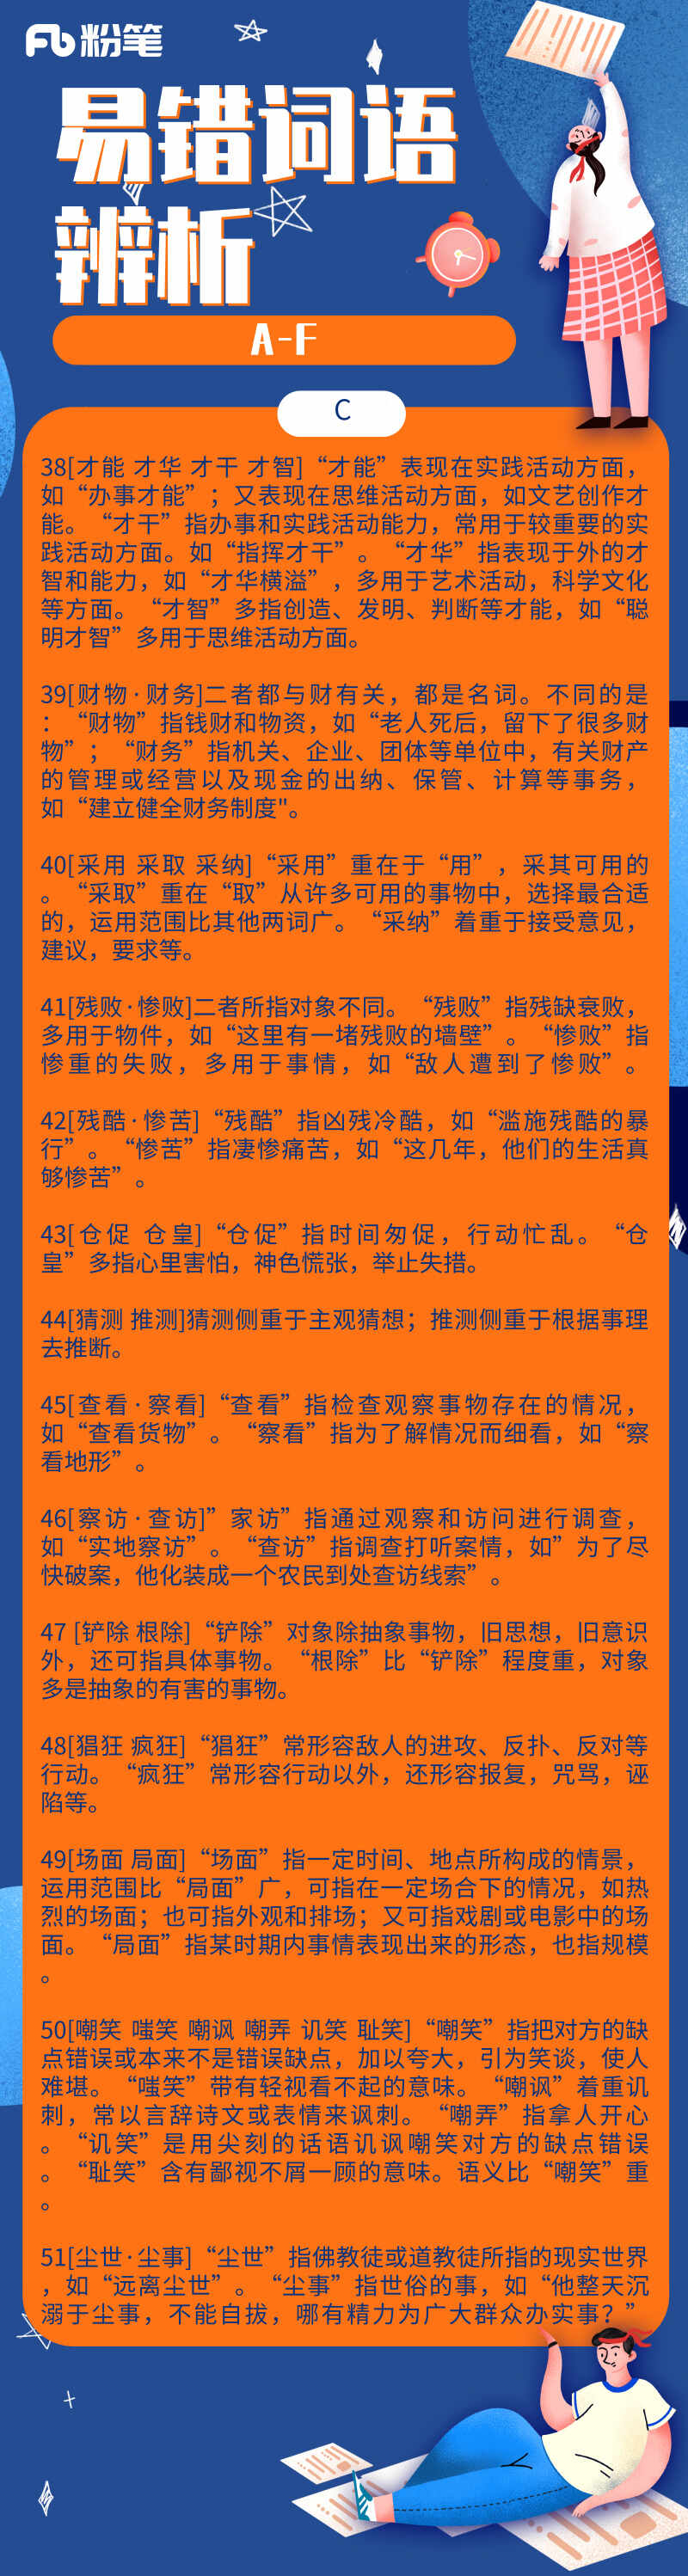 粉笔
易错词语
辨析
A-F
C
38[才能 才华 才干 才智]“才能”表现在实践活动方面，
如“办事才能”；又表现在思维活动方面，如文艺创作才
能。“才干”指办事和实践活动能力，常用于较重要的实
践活动方面。如“指挥才干”。“才华”指表现于外的才
智和能力，如“才华横溢”，多用于艺术活动，科学文化
等方面。“才智”多指创造、发明、判断等才能，如“聪
明才智”多用于思维活动方面。
39[财物·财务]二者都与财有关，都是名词。不同的是
：“财物”指钱财和物资，如“老人死后，留下了很多财
物”；“财务”指机关、企业、团体等单位中，有关财产
的管理或经营以及现金的出纳、保管、计算等事务，
如“建立健全财务制度"。
40[采用 采取 采纳]“采用”重在于“用”，采其可用的
。“采取”重在“取”从许多可用的事物中，选择最合适
的，运用范围比其他两词广。“采纳”着重于接受意见，
建议，要求等。
41[残败·惨败]二者所指对象不同。“残败”指残缺衰败，
多用于物件，如“这里有一堵残败的墙壁”。“惨败”指
惨重的失败，多用于事情，如“敌人遭到了惨败”。
42[残酷·惨苦]“残酷”指凶残冷酷，如“滥施残酷的暴
行”。“惨苦”指凄惨痛苦，如“这几年，他们的生活真
够惨苦”。
43[仓促 仓皇]“仓促”指时间匆促，行动忙乱。“仓
皇”多指心里害怕，神色慌张，举止失措。
44[猜测 推测]猜测侧重于主观猜想；推测侧重于根据事理
去推断。
45[查看·察看]“查看”指检查观察事物存在的情况，
如“查看货物”。“察看”指为了解情况而细看，如“察
看地形”。
46[察访·查访]”家访”指通过观察和访问进行调查，
如“实地察访”。“查访”指调查打听案情，如”为了尽
快破案，他化装成一个农民到处查访线索”。
47 [铲除 根除]“铲除”对象除抽象事物，旧思想，旧意识
外，还可指具体事物。“根除”比“铲除”程度重，对象
多是抽象的有害的事物。
48[猖狂 疯狂]“猖狂”常形容敌人的进攻、反扑、反对等
行动。“疯狂”常形容行动以外，还形容报复，咒骂，诬
陷等。
49[场面 局面]“场面”指一定时间、地点所构成的情景，
运用范围比“局面”广，可指在一定场合下的情况，如热
烈的场面；也可指外观和排场；又可指戏剧或电影中的场
面。“局面”指某时期内事情表现出来的形态，也指规模
。
50[嘲笑 嗤笑 嘲讽 嘲弄 讥笑 耻笑]“嘲笑”指把对方的缺
点错误或本来不是错误缺点，加以夸大，引为笑谈，使人
难堪。“嗤笑”带有轻视看不起的意味。“嘲讽”着重讥
刺，常以言辞诗文或表情来讽刺。“嘲弄”指拿人开心
。“讥笑”是用尖刻的话语讥讽嘲笑对方的缺点错误
。“耻笑”含有鄙视不屑一顾的意味。语义比“嘲笑”重
。
51[尘世·尘事]“尘世”指佛教徒或道教徒所指的现实世界
，如“远离尘世”。“尘事”指世俗的事，如“他整天沉
溺于尘事，不能自拔，哪有精力为广大群众办实事？”